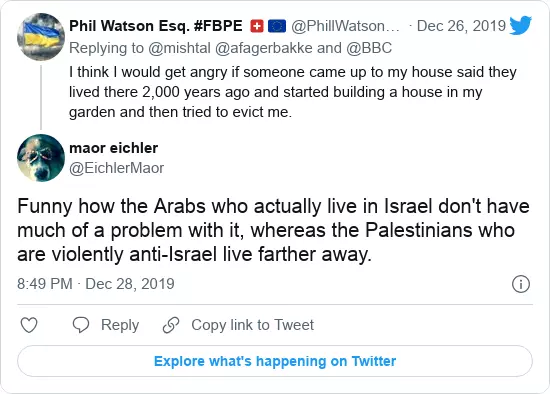 Phil Watson Esq. #FBPE 🇨🇭 🇪🇺 @PhillWatson… · Dec 26, 2019
Replying to @mishtal @afagerbakke and @BBC
I think I would get angry if someone came up to my house said they
lived there 2,000 years ago and started building a house in my
garden and then tried to evict me.
maor eichler
@EichlerMaor
Funny how the Arabs who actually live in Israel don't have
much of a problem with it, whereas the Palestinians who
are violently anti-Israel live farther away.
8:49 PM · Dec 28, 2019
Reply
Copy link to Tweet
Explore what's happening on Twitter